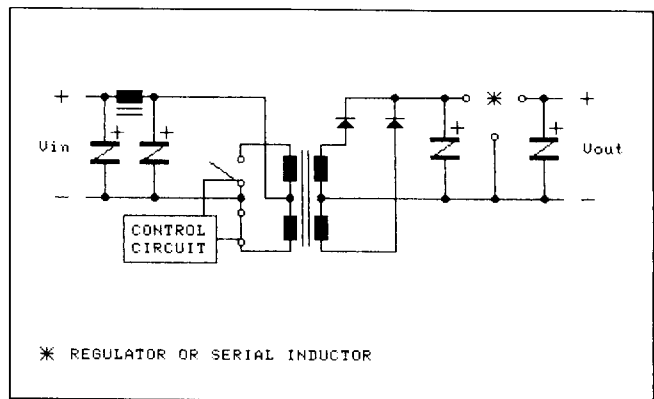 + + + + + +
Vin Vout
- -
CONTROL
CIRCUIT
* REGULATOR OR SERIAL INDUCTOR